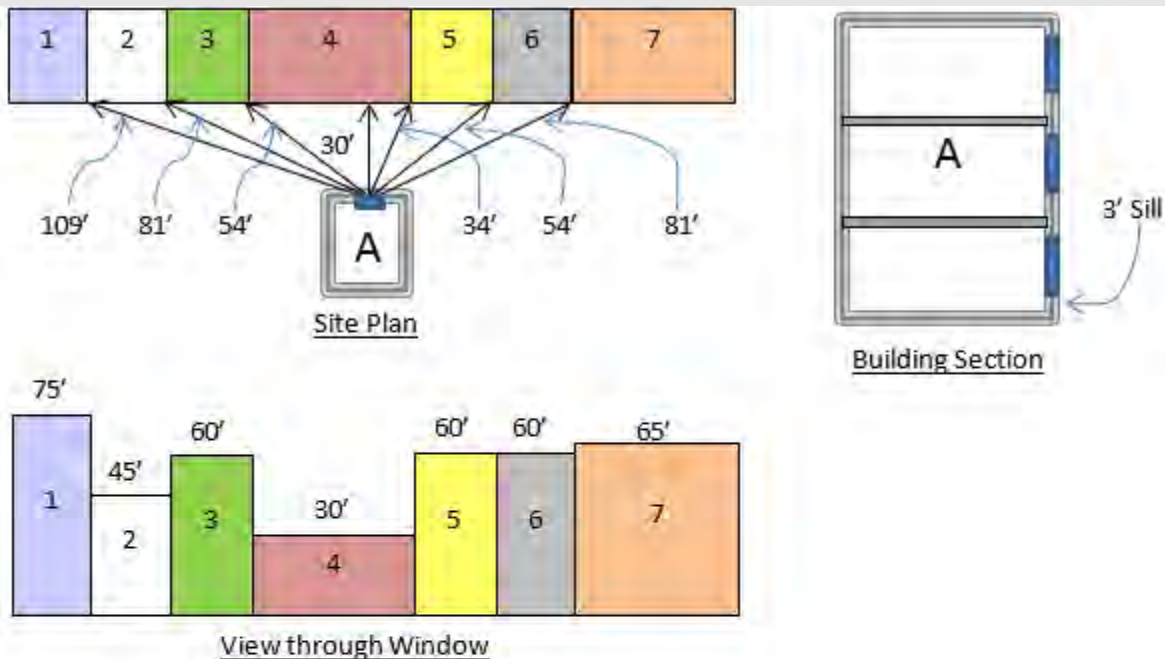 1 2 3 4 5 6 7
30'
109' 81' 54' 34' 54' 81'
A
Site Plan
A
3' Sill
Building Section
75'
45'
60'
30'
60' 60'
65'
1 2 3 4 5 6 7
View through Window